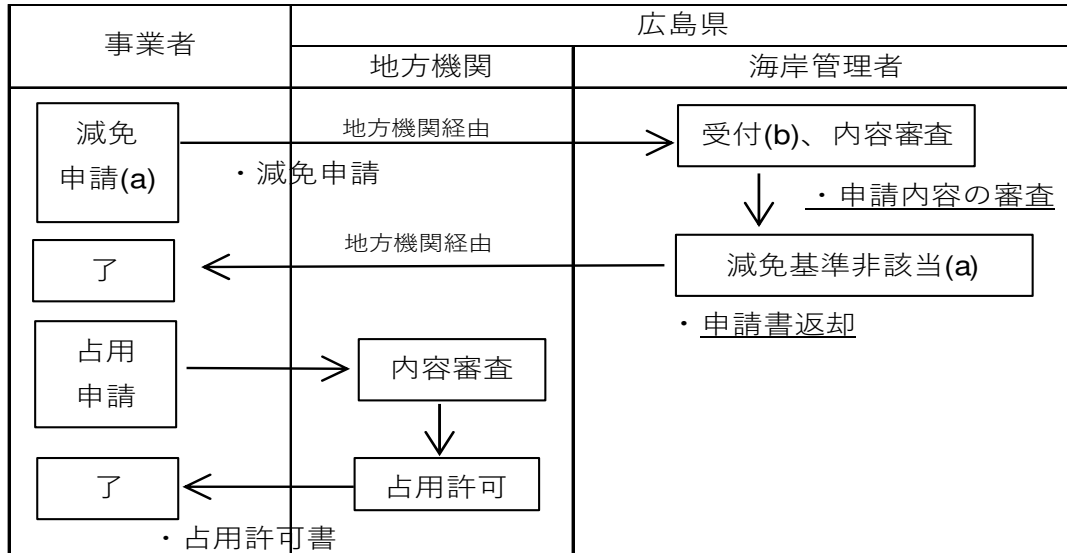 事業者
広島県
地方機関
海岸管理者
減免
申請(a)
地方機関経由
・減免申請
受付(b)、内容審査
・申請内容の審査
了
地方機関経由
減免基準非該当(a)
・申請書返却
占用
申請
内容審査
了
占用許可
・占用許可書